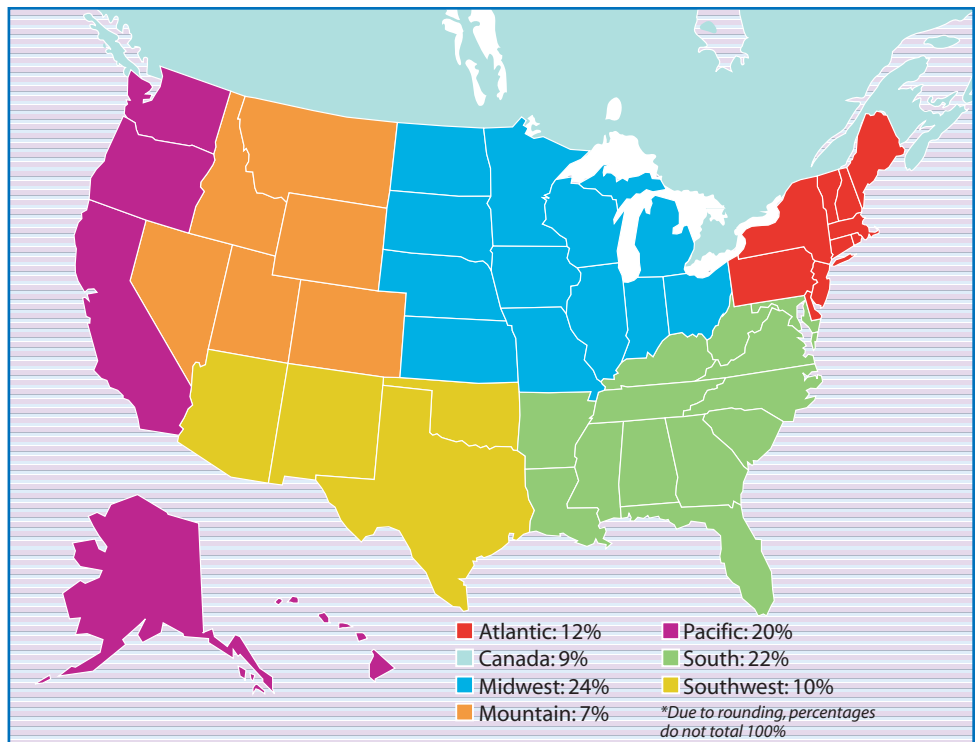 Atlantic: 12%
Canada: 9%
Midwest: 24%
Mountain: 7%
Pacific: 20%
South: 22%
Southwest: 10%
*Due to rounding, percentages
do not total 100%